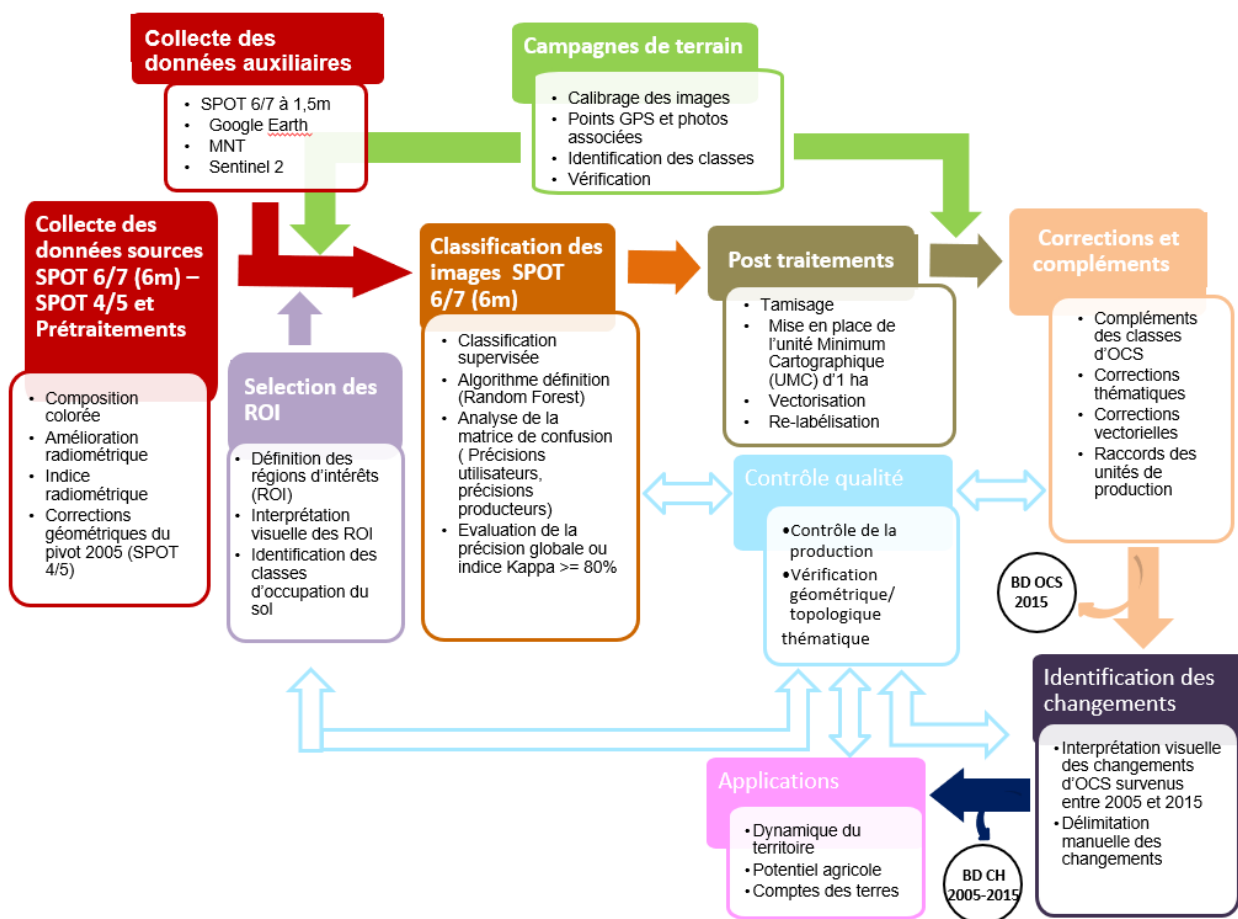 Collecte des
données auxiliaires
• SPOT 6/7 à 1,5m
• Google Earth
• MNT
• Sentinel 2
Campagnes de terrain
• Calibrage des images
• Points GPS et photos
associées
• Identification des classes
• Vérification
Collecte des
données sources
SPOT 6/7 (6m) –
SPOT 4/5 et
Prétraitements
• Composition
colorée
• Amélioration
radiométrique
• Indice
radiométrique
• Corrections
géométriques du
pivot 2005 (SPOT
4/5)
Selection des
ROI
• Définition des
régions d'intérêts
(ROI)
• Interprétation
visuelle des ROI
• Identification des
classes
d'occupation du
sol
Classification des
images SPOT
6/7 (6m)
• Classification
supervisée
• Algorithme définition
(Random Forest)
• Analyse de la
matrice de confusion
( Précisions
utilisateurs,
précisions
producteurs)
• Evaluation de la
précision globale ou
indice Kappa >= 80%
Post traitements
• Tamisage
• Mise en place de
l'unité Minimum
Cartographique
(UMC) d'1 ha
• Vectorisation
• Re-labélisation
Corrections et
compléments
• Compléments
des classes
d'OCS
• Corrections
thématiques
• Corrections
vectorielles
• Raccords des
unités de
production
Contrôle qualité
•Contrôle de la
production
•Vérification
géométrique/
topologique
thématique
BD OCS
2015
Identification des
changements
•Interprétation visuelle
des changements
d'OCS survenus
entre 2005 et 2015
•Délimitation
manuelle des
changements
Applications
•Dynamique du
territoire
•Potentiel agricole
•Comptes des terres
BD CH
2005-2015